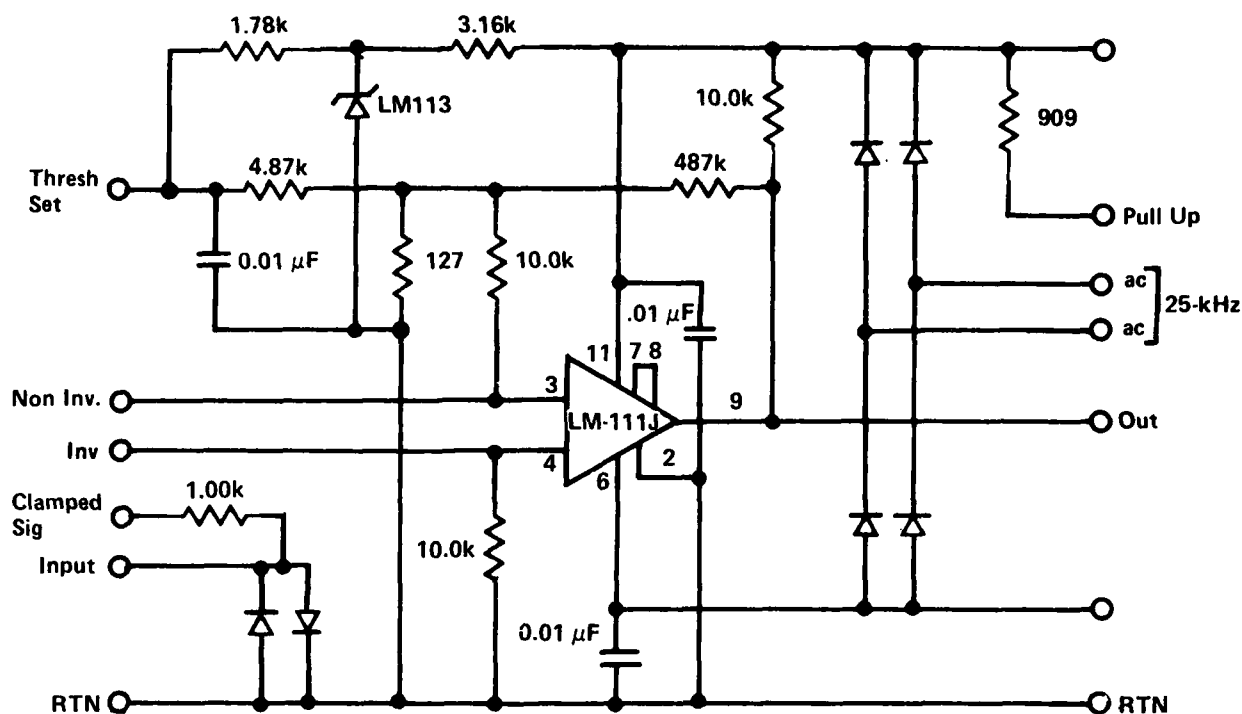 1.78k
3.16k
LM113
10.0k
909
Thresh
Set
4.87k
487k
Pull Up
0.01 μF
127
10.0k
.01 μF
ac
25-kHz
ac
11
7 8
Non Inv.
3
LM-111J
9
Out
Inv
4
2
6
Clamped
Sig
1.00k
Input
10.0k
0.01 μF
RTN
RTN